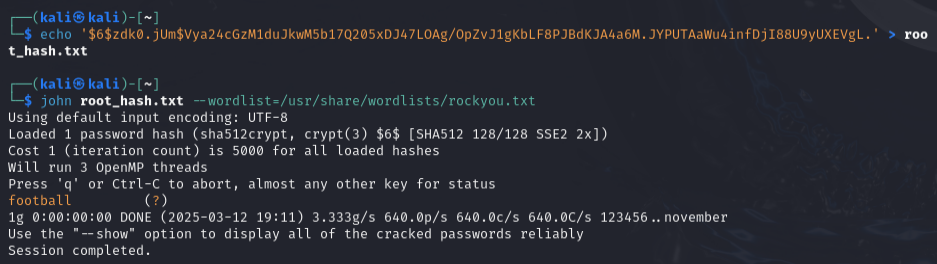 ┌──(kali㉿kali)-[~]
└─$ echo '$6$zdk0.jUm$Vya24cGzM1duJkwM5b17Q205xDJ47LOAg/OpZvJ1gKbLF8PJBdKJA4a6M.JYPUTAaWu4infDjI88U9yUXEVgL.' > roo
t_hash.txt
┌──(kali㉿kali)-[~]
└─$ john root_hash.txt --wordlist=/usr/share/wordlists/rockyou.txt
Using default input encoding: UTF-8
Loaded 1 password hash (sha512crypt, crypt(3) $6$ [SHA512 128/128 SSE2 2x])
Cost 1 (iteration count) is 5000 for all loaded hashes
Will run 3 OpenMP threads
Press 'q' or Ctrl-C to abort, almost any other key for status
football         (?)
1g 0:00:00:00 DONE (2025-03-12 19:11) 3.333g/s 640.0p/s 640.0c/s 640.0C/s 123456..november
Use the "--show" option to display all of the cracked passwords reliably
Session completed.